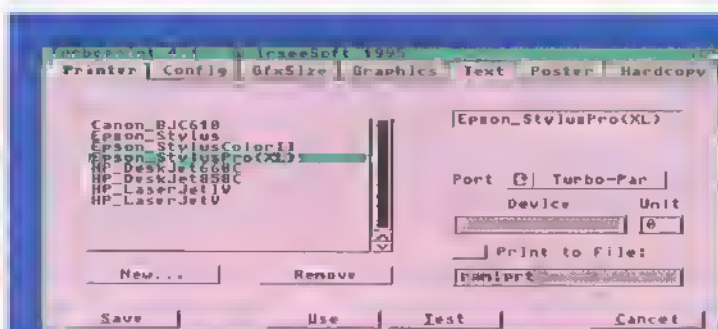 Turboprint 4.1 © IrseeSoft 1995
Printer Config GfxSize Graphics Text Poster Hardcopy
Canon_BJC610
Epson_Stylus
Epson_StylusColorII
Epson_StylusPro(XL)
HP_DeskJet660C
HP_DeskJet850C
HP_LaserJetIV
HP_LaserJetV
New... Remove
Epson_StylusPro(XL)
Port Turbo-Par
Device Unit
0
Print to File:
ram:prt
Save Use Test Cancel